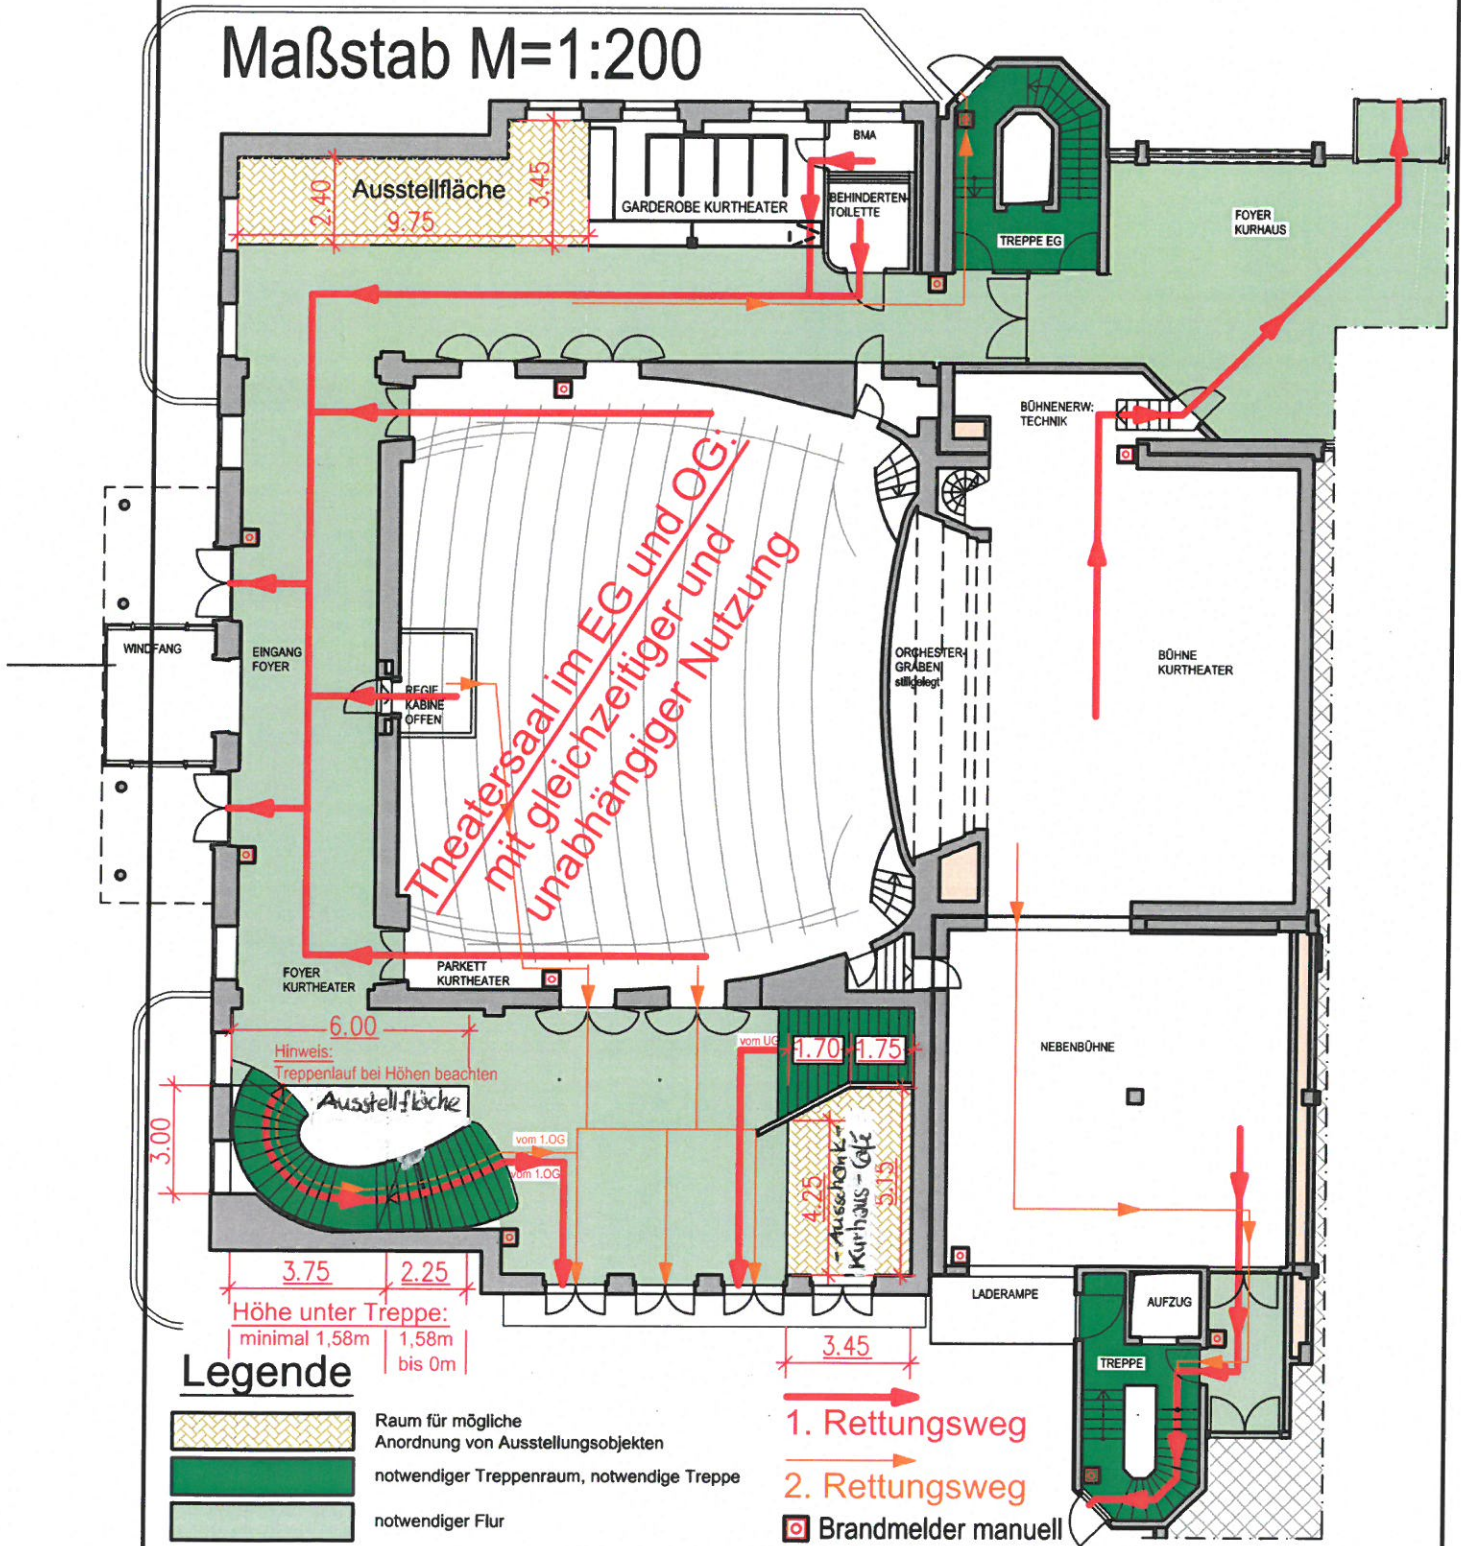 Maßstab M=1:200
BMA
Ausstellfläche
2.40
9.75
3.45
GARDEROBE KURTHEATER
BEHINDERTEN-
TOILETTE
TREPPE EG
FOYER
KURHAUS
BÜHNENERW.
TECHNIK
Theatersaal im EG und OG:
mit gleichzeitiger und
unabhängiger Nutzung
WINDFANG
EINGANG
FOYER
REGIE
KABINE
OFFEN
ORCHESTER-
GRABEN
stillgelegt
BÜHNE
KURTHEATER
FOYER
KURTHEATER
PARKETT
KURTHEATER
6.00
Hinweis:
Treppenlauf bei Höhen beachten
Ausstellfläche
3.00
vom 1.OG
vom 1.OG
vom UG
1.70
1.75
4.25
- Ausschank -
Kurhaus - Café
5.15
NEBENBÜHNE
3.75
2.25
Höhe unter Treppe:
minimal 1,58m
1,58m
bis 0m
3.45
LADERAMPE
AUFZUG
TREPPE
Legende
Raum für mögliche
Anordnung von Ausstellungsobjekten
notwendiger Treppenraum, notwendige Treppe
notwendiger Flur
1. Rettungsweg
2. Rettungsweg
Brandmelder manuell